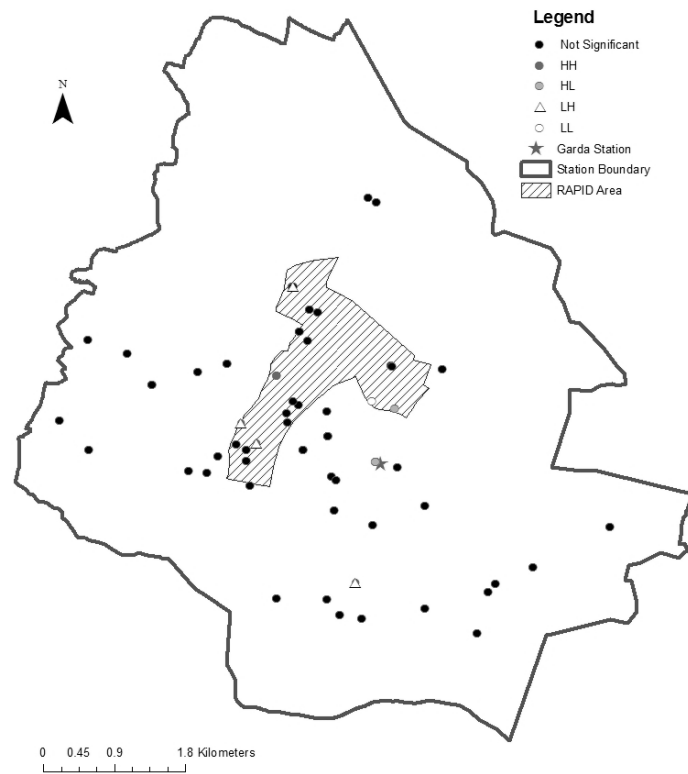 Legend
Not Significant
HH
HL
LH
LL
Garda Station
Station Boundary
RAPID Area
N
0 0.45 0.9 1.8 Kilometers